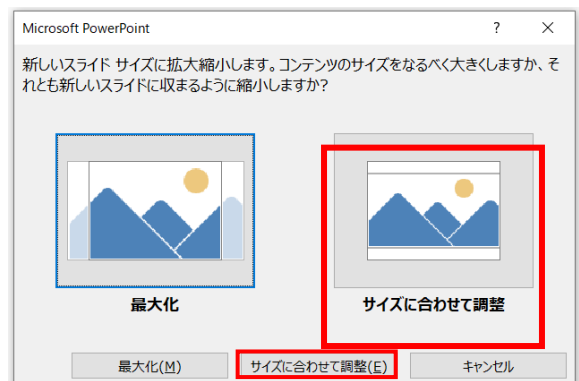 Microsoft PowerPoint
新しいスライド サイズに拡大縮小します。コンテンツのサイズをなるべく大きくしますか、そ
れとも新しいスライドに収まるように縮小しますか?
最大化
サイズに合わせて調整
最大化(M)
サイズに合わせて調整(E)
キャンセル